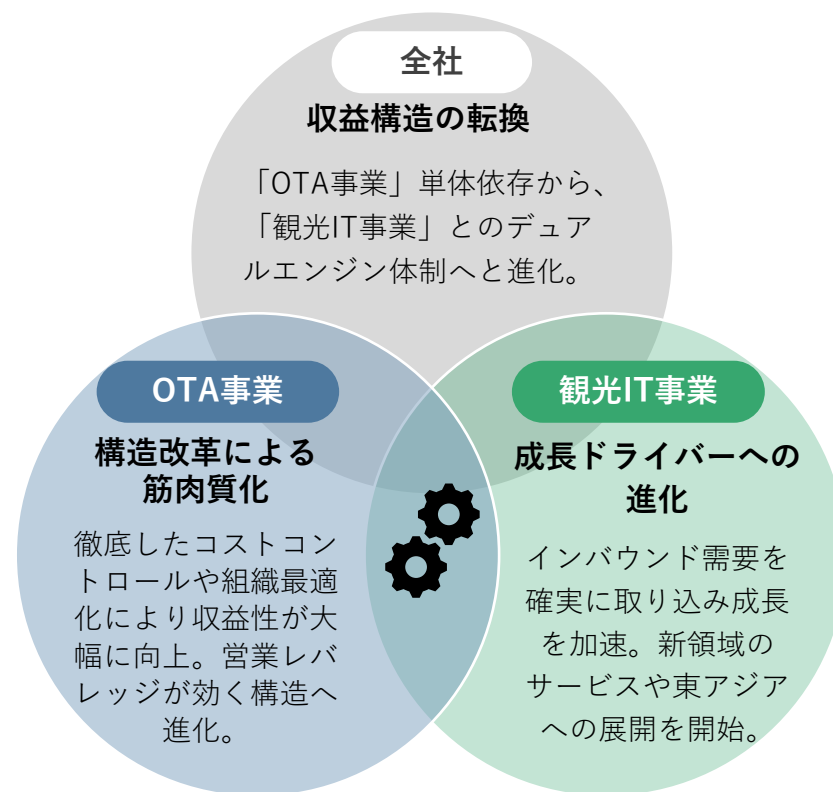 全社
収益構造の転換
「OTA事業」単体依存から、
「観光IT事業」とのデュア
ルエンジン体制へと進化。
OTA事業
構造改革による
筋肉質化
徹底したコストコン
トロールや組織最適
化により収益性が大
幅に向上。営業レバ
レッジが効く構造へ
進化。
観光IT事業
成長ドライバーへの
進化
インバウンド需要を
確実に取り込み成長
を加速。新領域の
サービスや東アジア
への展開を開始。